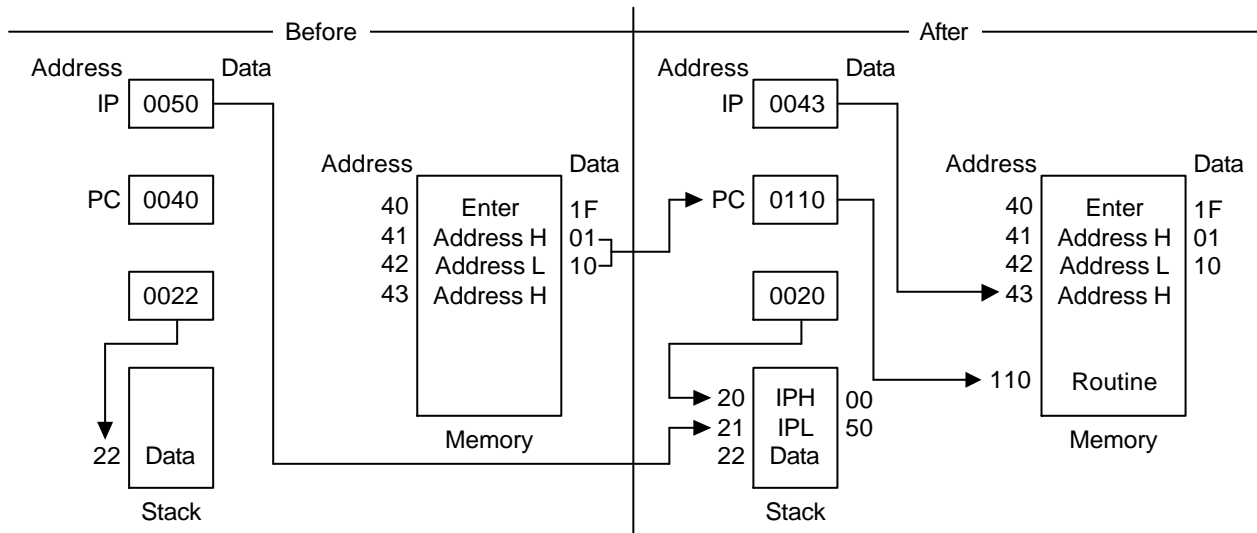 Before
Address Data
IP 0050
PC 0040
0022
22 Data
Stack
Address Data
40 Enter 1F
41 Address H 01
42 Address L 10
43 Address H
Memory
After
Address Data
IP 0043
PC 0110
0020
20 IPH 00
21 IPL 50
22 Data
Stack
Address Data
40 Enter 1F
41 Address H 01
42 Address L 10
43 Address H
110 Routine
Memory